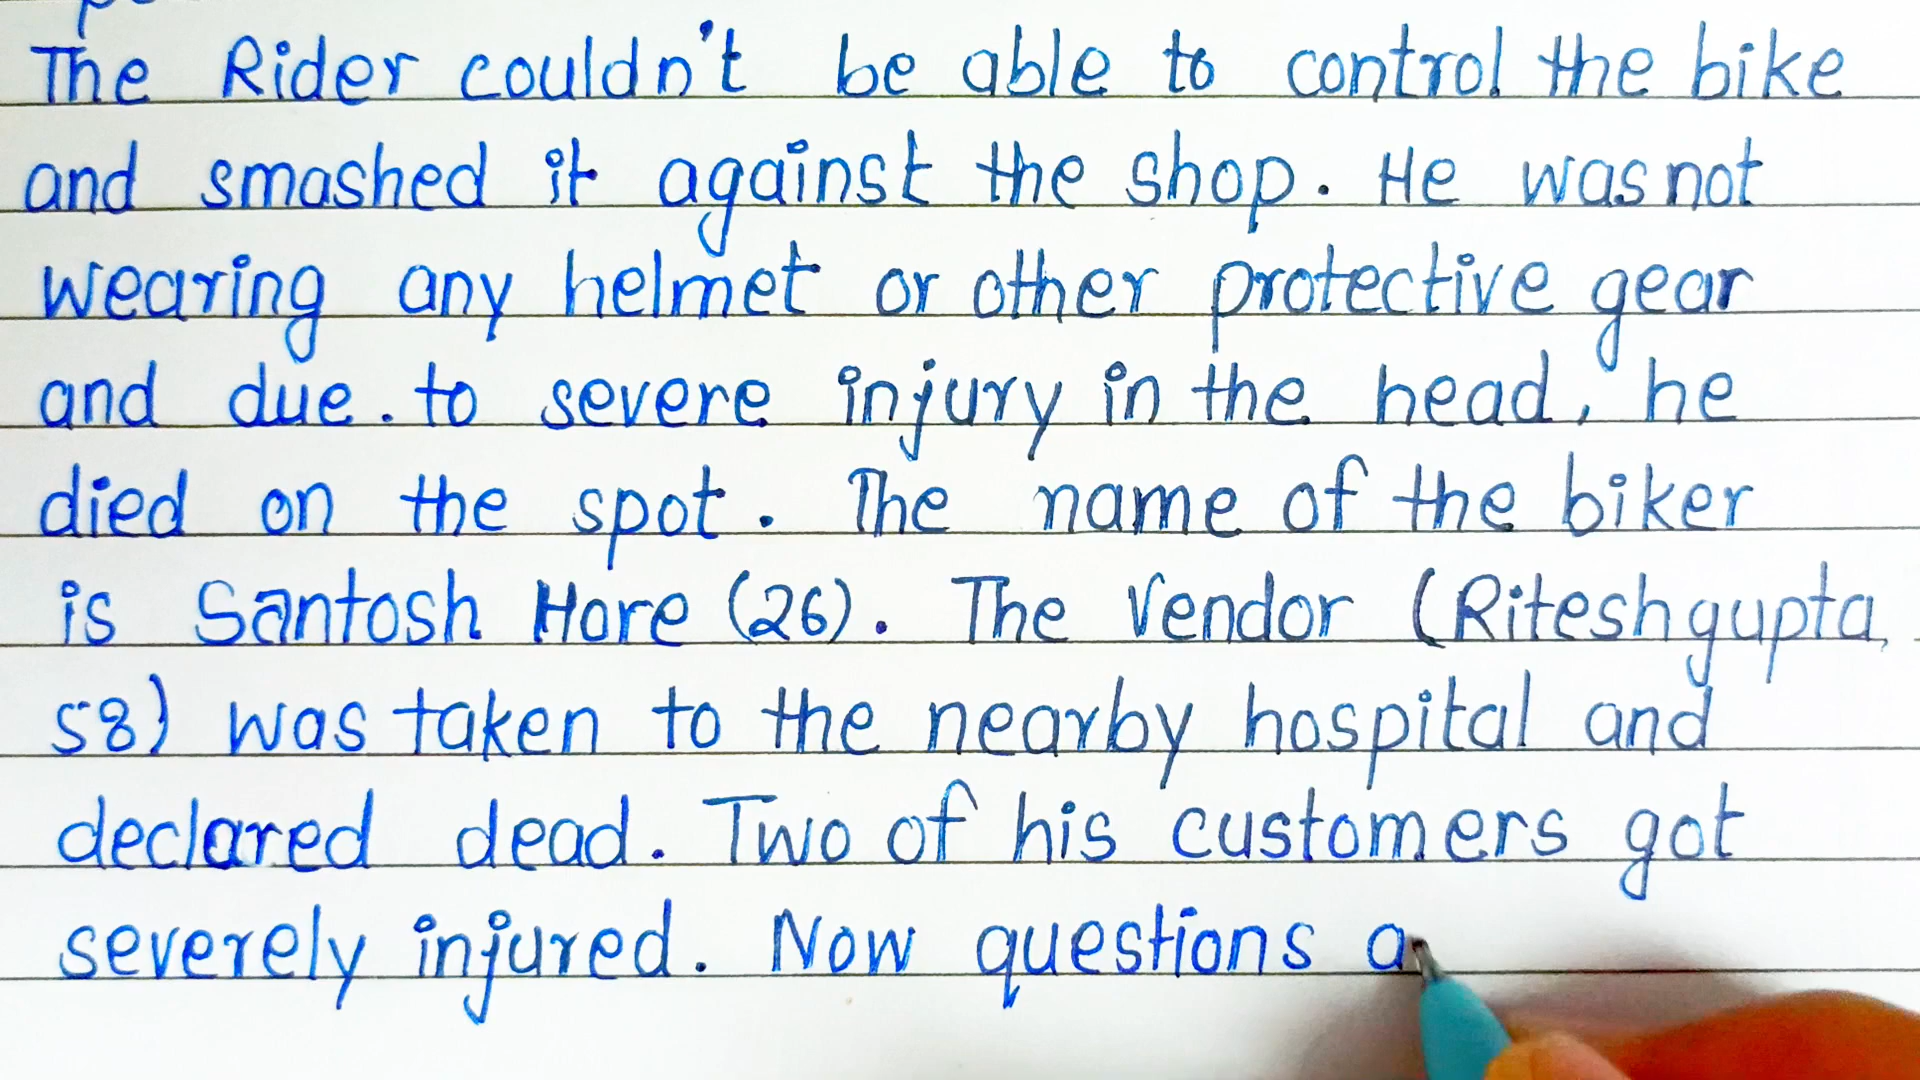 The Rider couldn't be able to control the bike
and smashed it against the shop. He was not
wearing any helmet or other protective gear
and due. to severe injury in the head, he
died on the spot. The name of the biker
is Santosh Hore (26). The Vendor (Ritesh gupta,
58) was taken to the nearby hospital and
declared dead. Two of his customers got
severely injured. Now questions a